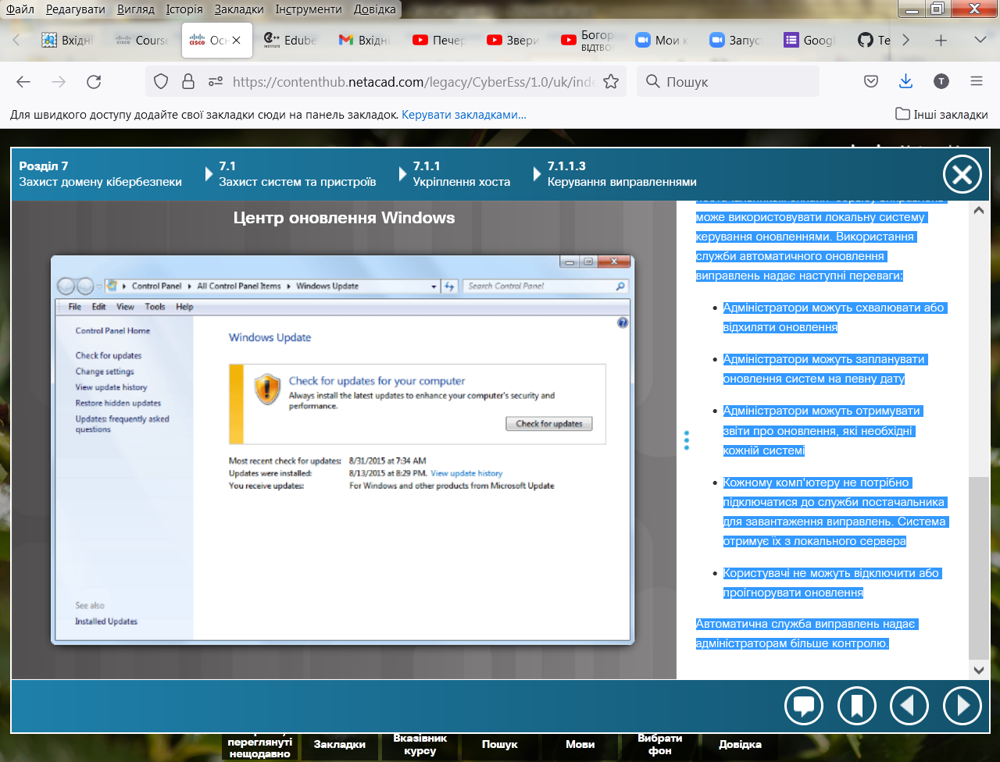 Файл Редагувати Вигляд Історія Закладки Інструменти Довідка
Вхідні Course Осн Edube Вхідні Печер Звери Богор Мои к Запус Googl Te
ВІДТВО
https://contenthub.netacad.com/legacy/CyberEss/1.0/uk/inde Пошук T
Для швидкого доступу додайте свої закладки сюди на панель закладок. Керувати закладками... Інші закладки
Розділ 7 7.1 7.1.1 7.1.1.3
Захист домену кібербезпеки Захист систем та пристроїв Укріплення хоста Керування виправленнями
Центр оновлення Windows
Control Panel All Control Panel Items Windows Update Search Control Panel
File Edit View Tools Help
Control Panel Home
Check for updates
Change settings
View update history
Restore hidden updates
Updates: frequently asked
questions
See also
Installed Updates
Windows Update
Check for updates for your computer
Always install the latest updates to enhance your computer's security and
performance.
Check for updates
Most recent check for updates: 8/31/2015 at 7:34 AM
Updates were installed: 8/13/2015 at 8:29 PM. View update history
You receive updates: For Windows and other products from Microsoft Update
може використовувати локальну систему
керування оновленнями. Використання
служби автоматичного оновлення
виправлень надає наступні переваги:
• Адміністратори можуть схвалювати або
відхиляти оновлення
• Адміністратори можуть запланувати
оновлення систем на певну дату
• Адміністратори можуть отримувати
звіти про оновлення, які необхідні
кожній системі
• Кожному комп'ютеру не потрібно
підключатися до служби постачальника
для завантаження виправлень. Система
отримує їх з локального сервера
• Користувачі не можуть відключити або
проігнорувати оновлення
Автоматична служба виправлень надає
адміністраторам більше контролю.
переглянуті
нещодавно
Закладки
Вказівник
курсу
Пошук
Мови
Вибрати
фон
Довідка